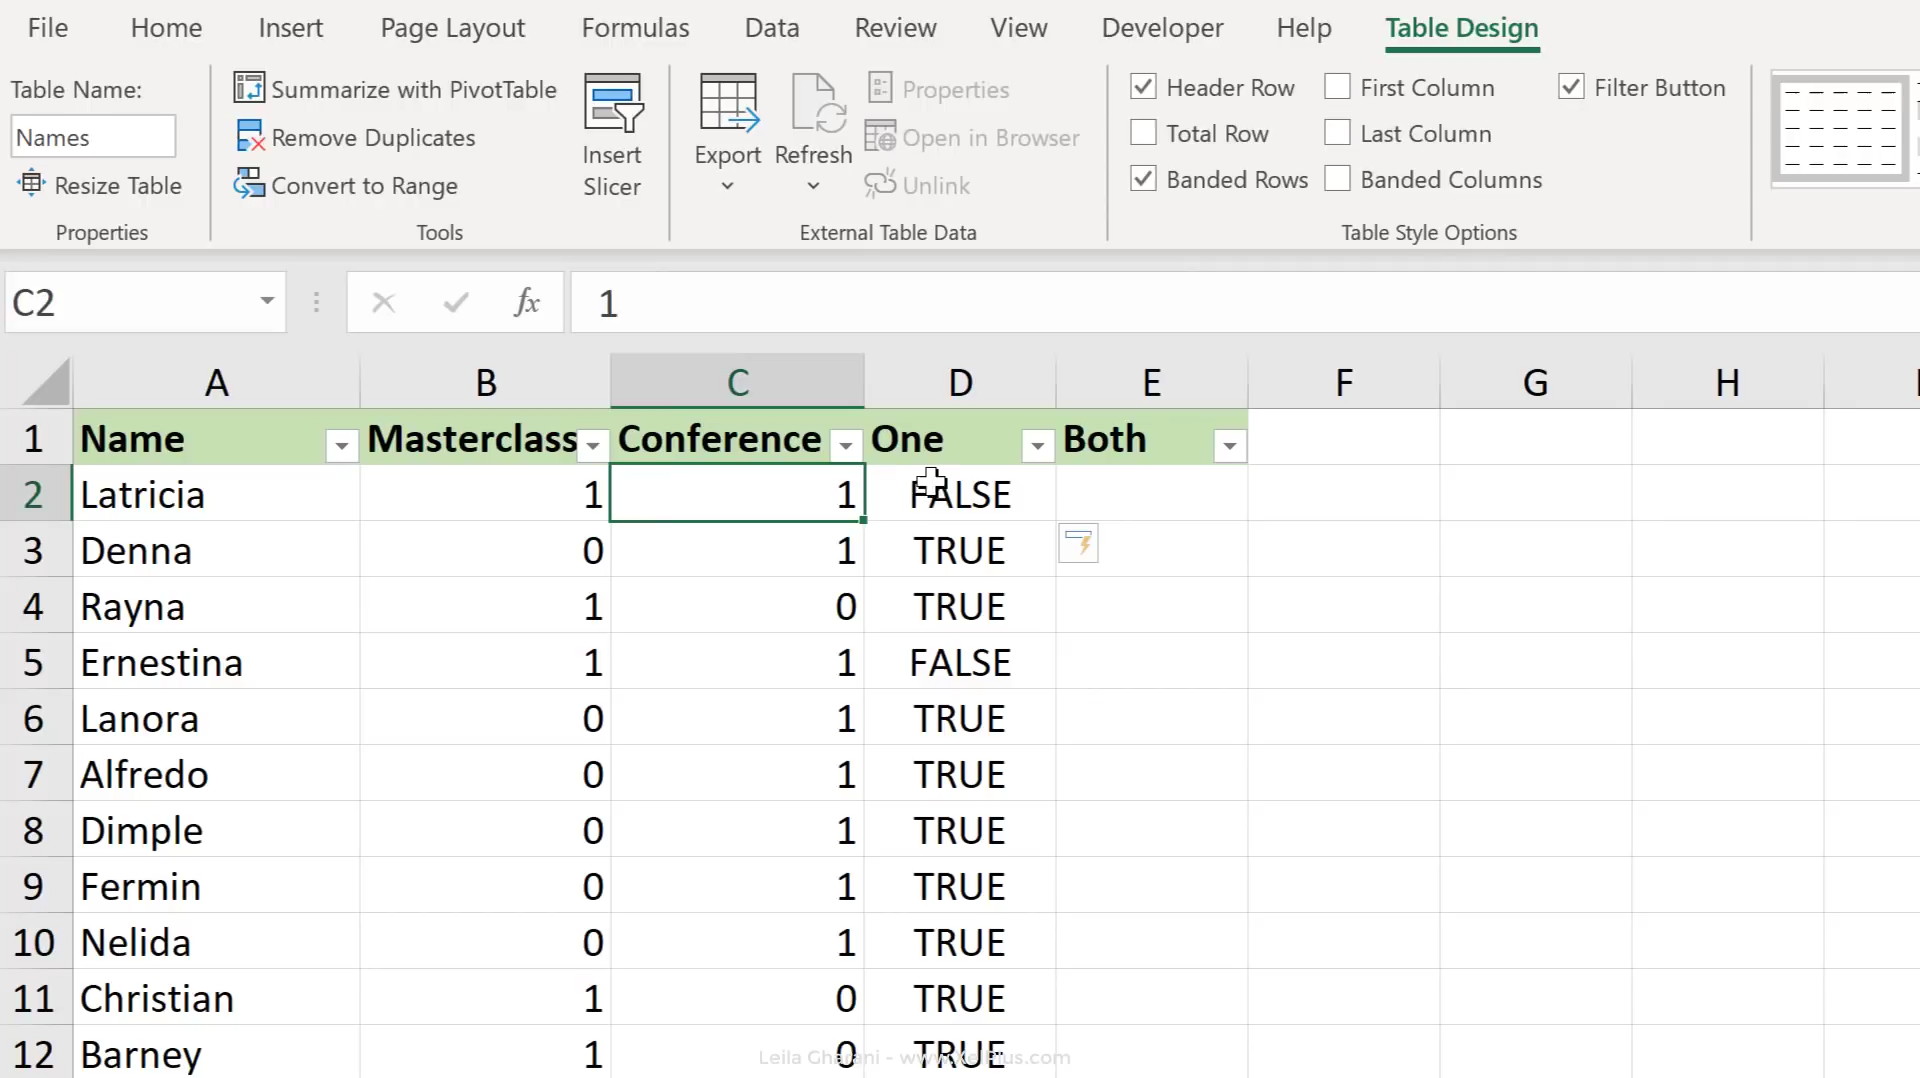 File Home Insert Page Layout Formulas Data Review View Developer Help Table Design
Table Name:
Names
Resize Table
Properties
Summarize with PivotTable
Remove Duplicates
Convert to Range
Tools
Insert
Slicer
Export
Refresh
Properties
Open in Browser
Unlink
External Table Data
Header Row First Column Filter Button
Total Row Last Column
Banded Rows Banded Columns
Table Style Options
C2 fx 1
A B C D E F G H
1 Name Masterclass Conference One Both
2 Latricia 1 1 FALSE
3 Denna 0 1 TRUE
4 Rayna 1 0 TRUE
5 Ernestina 1 1 FALSE
6 Lanora 0 1 TRUE
7 Alfredo 0 1 TRUE
8 Dimple 0 1 TRUE
9 Fermin 0 1 TRUE
10 Nelida 0 1 TRUE
11 Christian 1 0 TRUE
12 Barney 1 0 TRUE
Leila Gharani - www.XelPlus.com